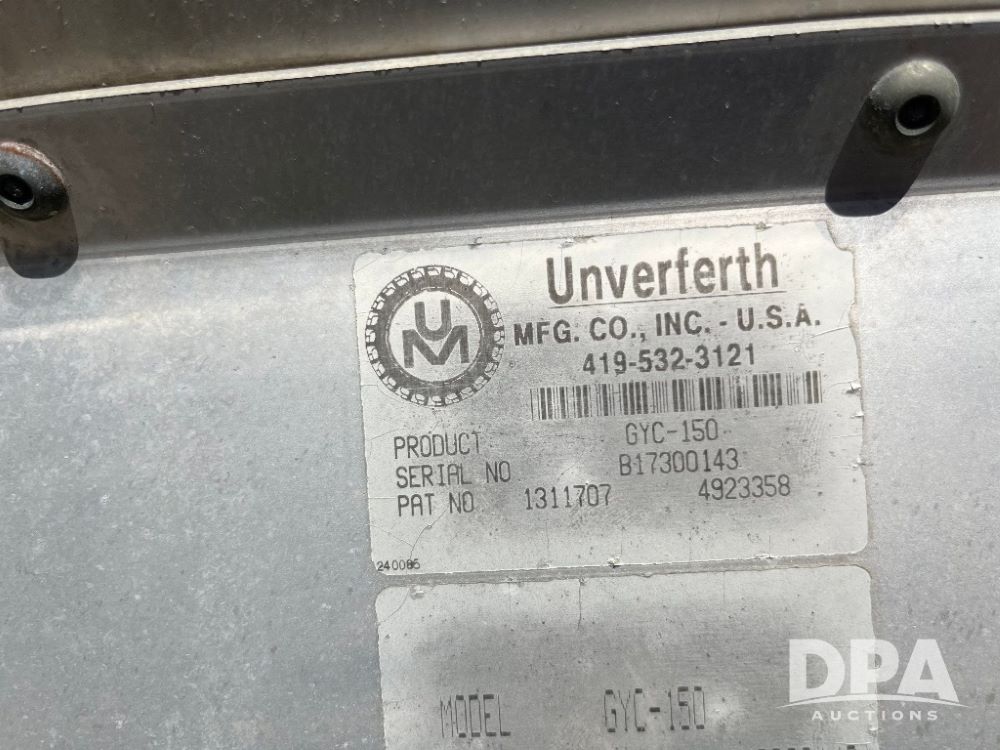 UM
Unverferth
MFG. CO., INC. - U.S.A.
419-532-3121
PRODUCT GYC-150
SERIAL NO B17300143
PAT NO 1311707 4923358
240086
MODEL GYC-150
DPA
AUCTIONS